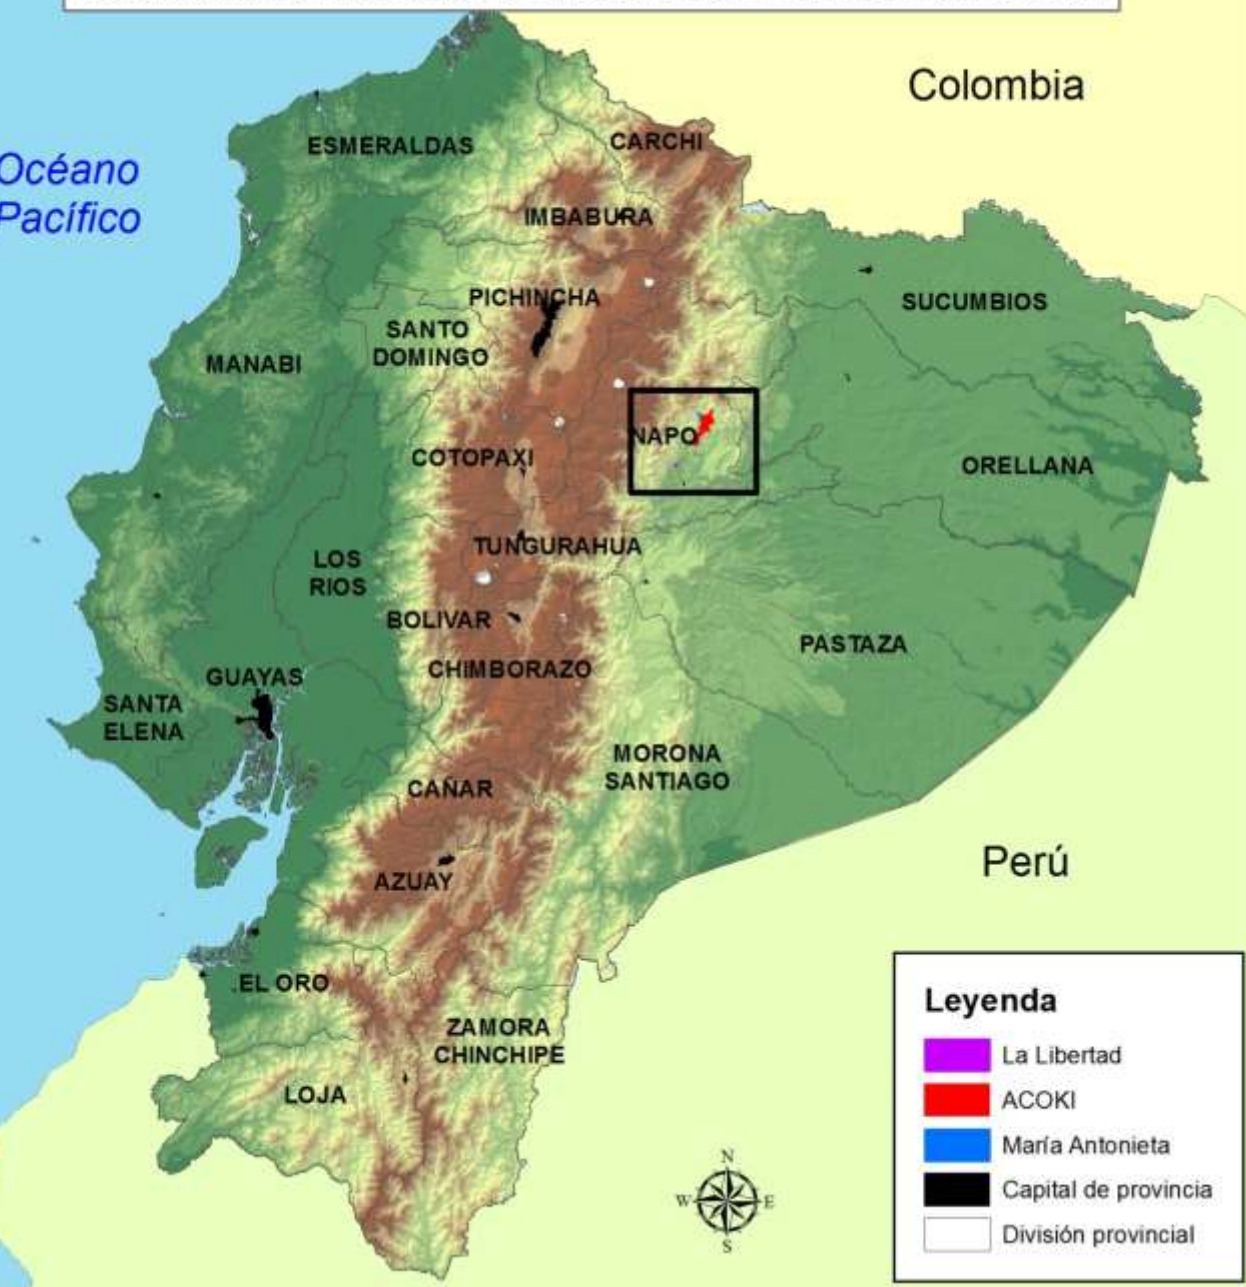 Colombia
Océano
Pacífico
ESMERALDAS
CARCHI
IMBABURA
PICHINCHA
SUCUMBIOS
SANTO
DOMINGO
MANABI
NAPO
COTOPAXI
ORELLANA
TUNGURAHUA
LOS
RIOS
BOLIVAR
PASTAZA
CHIMBORAZO
GUAYAS
SANTA
ELENA
MORONA
SANTIAGO
CAÑAR
Perú
AZUAY
EL ORO
ZAMORA
CHINCHIPE
LOJA
N
W
E
S
Leyenda
La Libertad
ACOKI
María Antonieta
Capital de provincia
División provincial